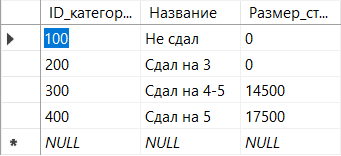 ID_категор... Название Размер_ст...
100 Не сдал 0
200 Сдал на 3 0
300 Сдал на 4-5 14500
400 Сдал на 5 17500
NULL NULL NULL